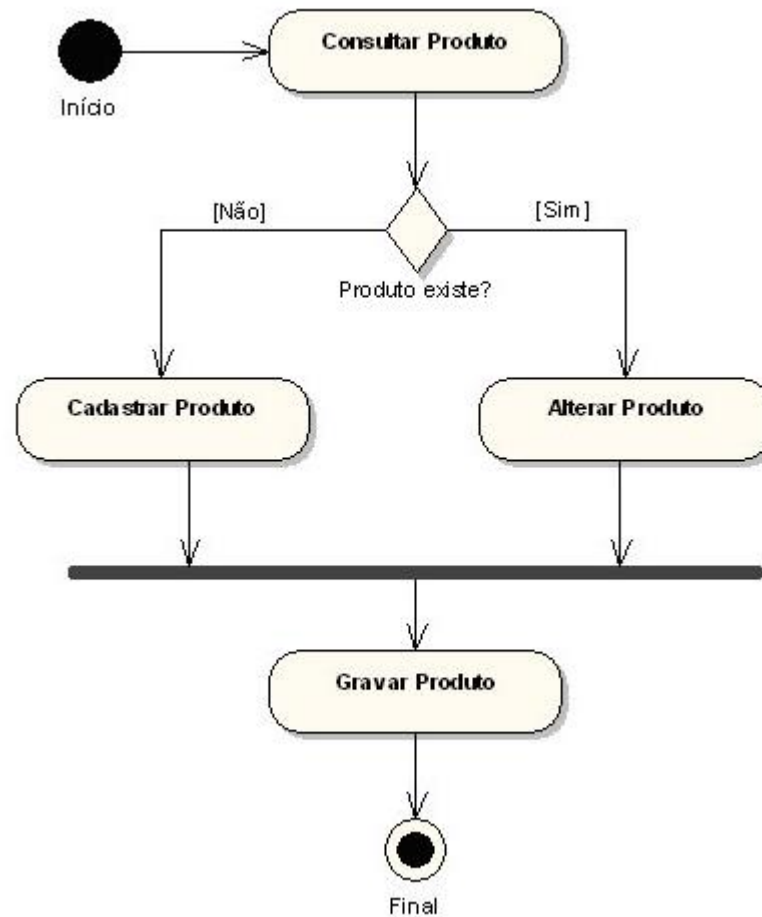 Consultar Produto
Início
[Não]
[Sim]
Produto existe?
Cadastrar Produto
Alterar Produto
Gravar Produto
Final